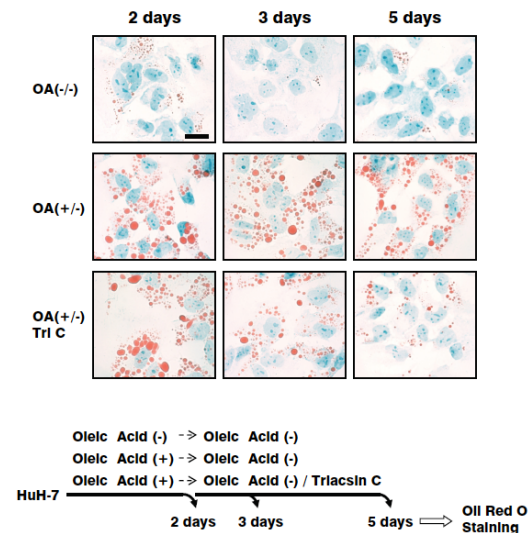 2 days 3 days 5 days
OA(-/-)
OA(+/-)
OA(+/-)
Tri C
Oleic Acid (-) -> Oleic Acid (-)
Oleic Acid (+) -> Oleic Acid (-)
Oleic Acid (+) -> Oleic Acid (-) / Triacsin C
HuH-7
2 days 3 days 5 days
Oil Red O
Staining